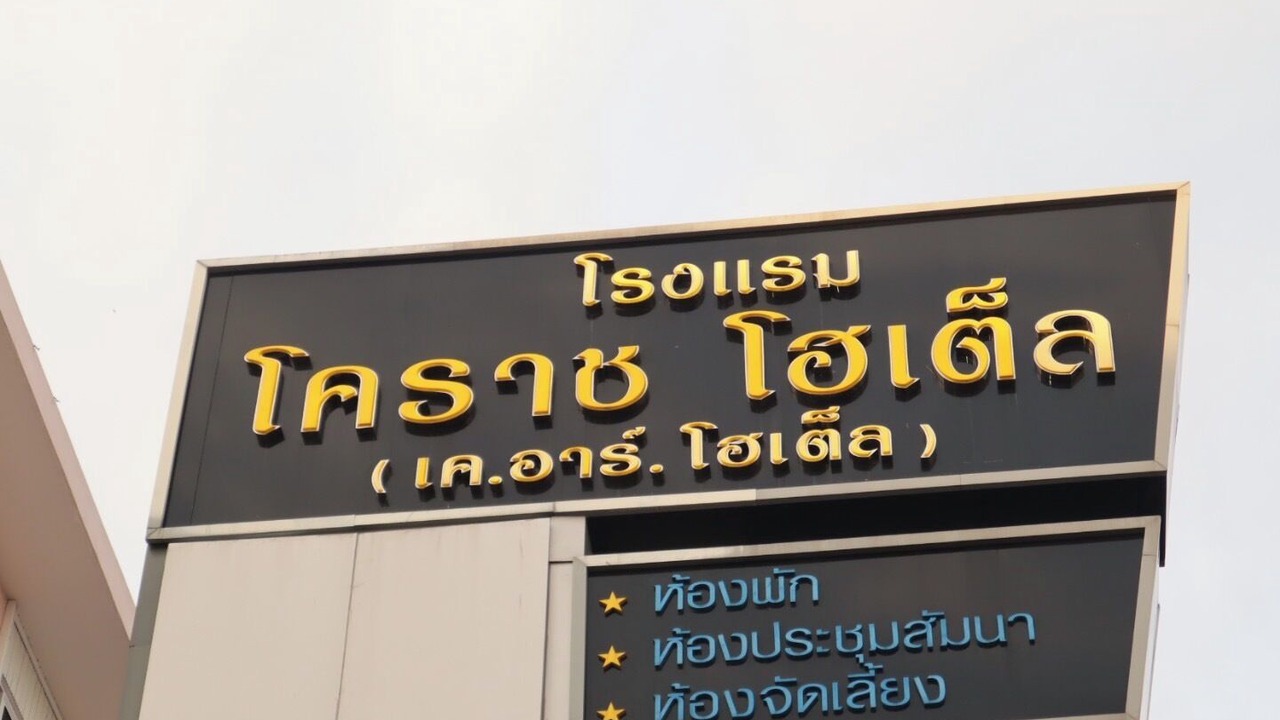 โรงแรม
โคราช โฮเต็ล
( เค.อาร์. โฮเต็ล )
ห้องพัก
ห้องประชุมสัมนา
ห้องจัดเลี้ยง